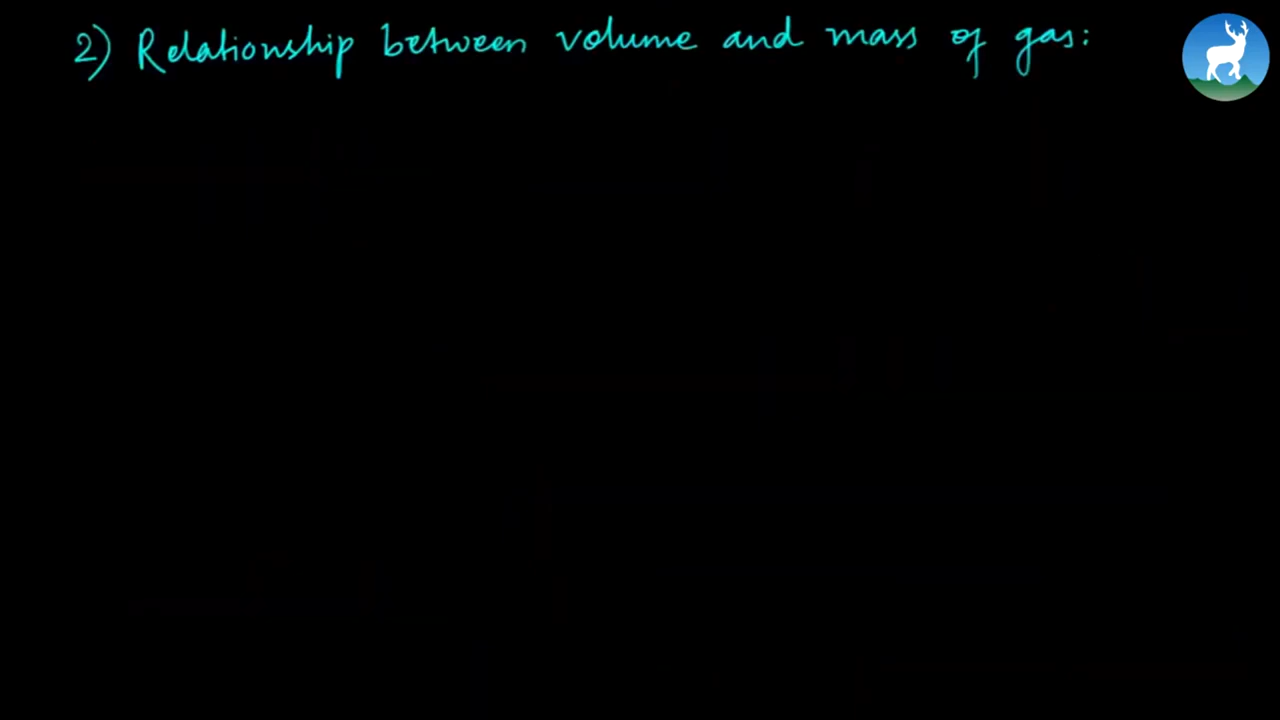 2) Relationship between volume and mass of gas: